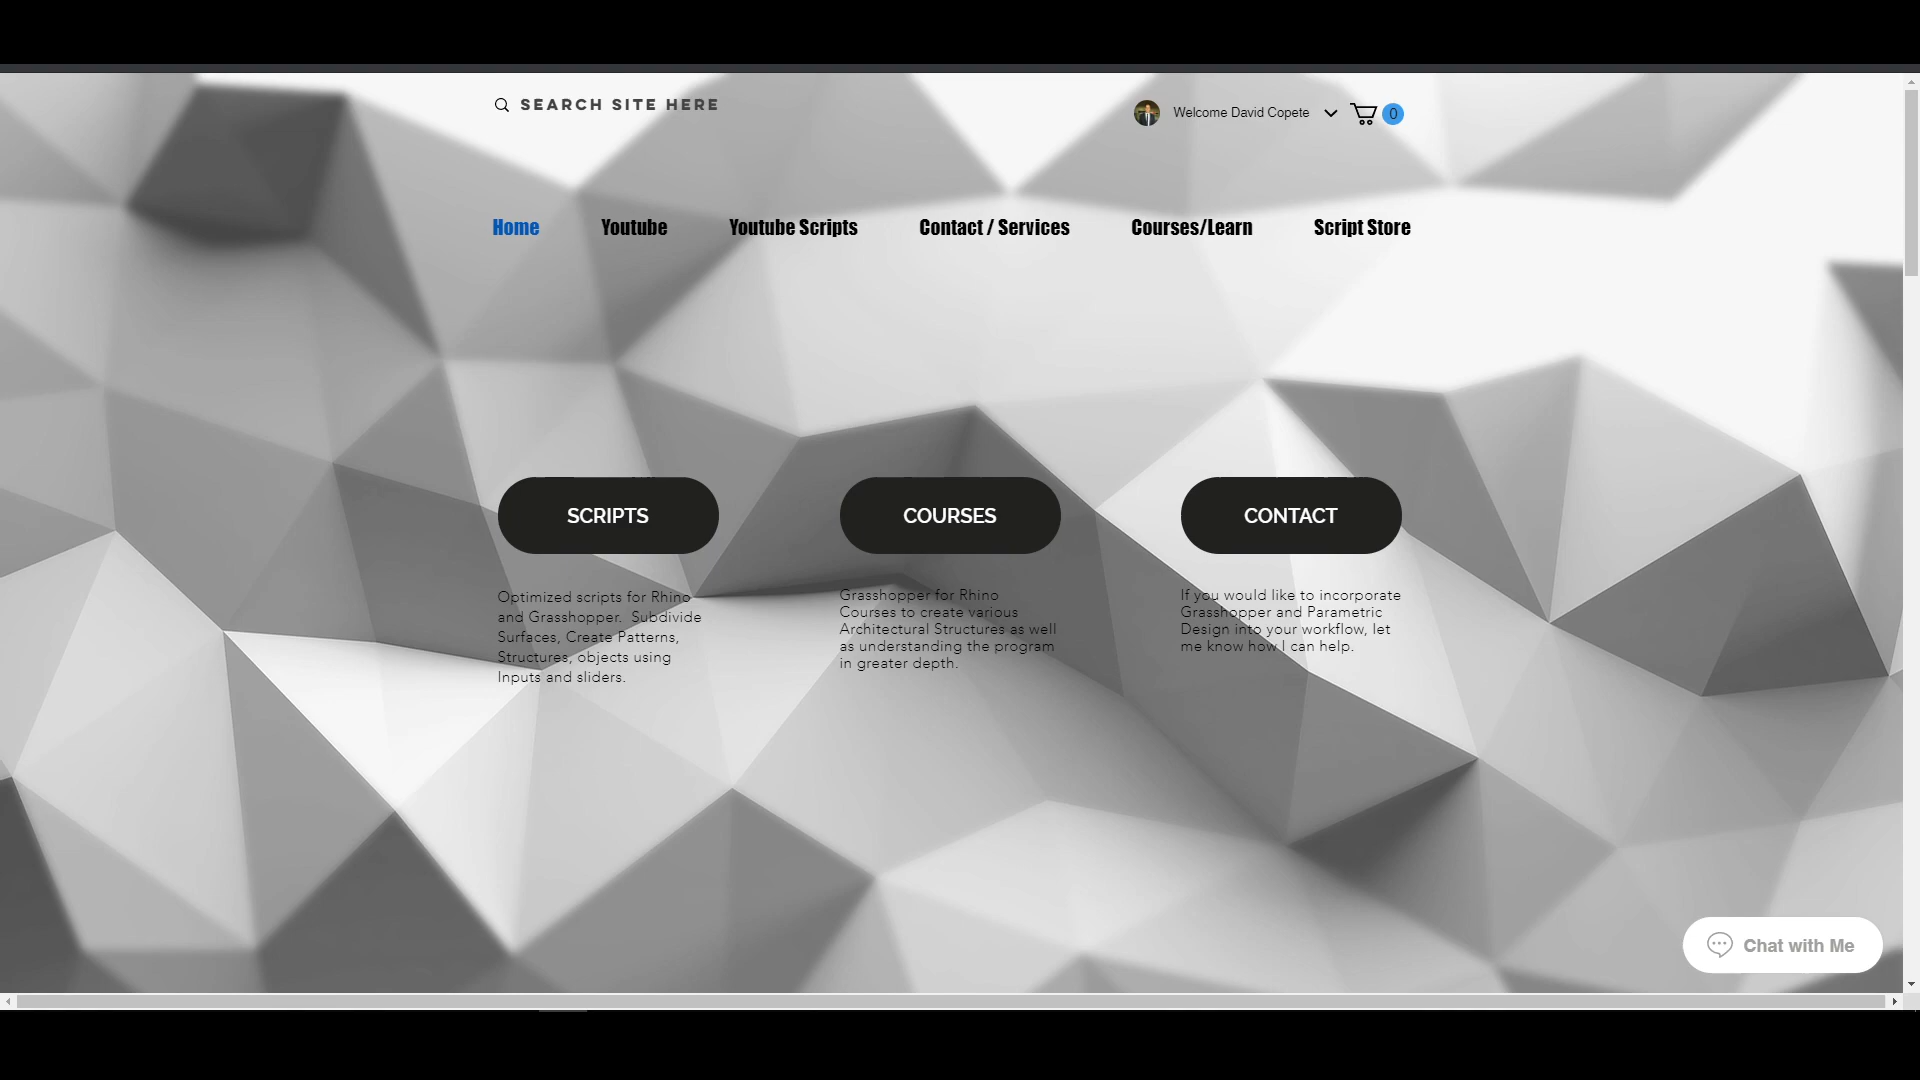 SEARCH SITE HERE
Welcome David Copete
0
Home
Youtube
Youtube Scripts
Contact / Services
Courses/Learn
Script Store
SCRIPTS
Optimized scripts for Rhino
and Grasshopper.  Subdivide
Surfaces, Create Patterns,
Structures, objects using
Inputs and sliders.
COURSES
Grasshopper for Rhino
Courses to create various
Architectural Structures as well
as understanding the program
in greater depth.
CONTACT
If you would like to incorporate
Grasshopper and Parametric
Design into your workflow, let
me know how I can help.
Chat with Me